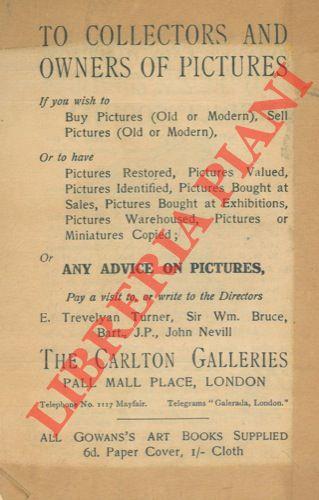 TO COLLECTORS AND
OWNERS OF PICTURES
If you wish to
Buy Pictures (Old or Modern), Sell
Pictures (Old or Modern),
Or to have
Pictures Restored, Pictures Valued,
Pictures Identified, Pictures Bought at
Sales, Pictures Bought at Exhibitions,
Pictures Warehoused, Pictures or
Miniatures Copied;
Or
ANY ADVICE ON PICTURES,
Pay a visit to, or write to the Directors
E. Trevelyan Turner, Sir Wm. Bruce,
Bart., J.P., John Nevill
THE CARLTON GALLERIES
PALL MALL PLACE, LONDON
Telephone No. 1117 Mayfair. Telegrams "Galerada, London."
ALL GOWANS'S ART BOOKS SUPPLIED
6d. Paper Cover, 1/- Cloth
LIBRERIA PIANI